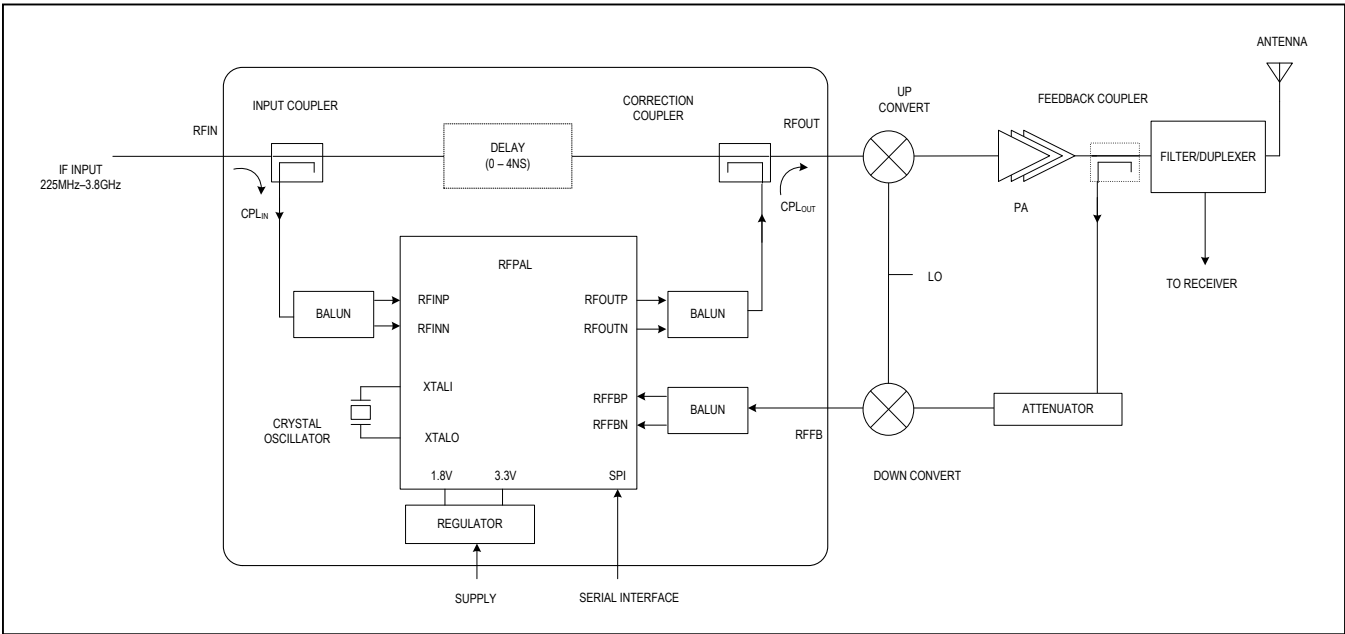 ANTENNA
UP
CONVERT
FEEDBACK COUPLER
INPUT COUPLER
CORRECTION
COUPLER
RFIN
RFOUT
DELAY
(0 – 4NS)
FILTER/DUPLEXER
IF INPUT
225MHz–3.8GHz
CPLIN
CPLOUT
PA
RFPAL
LO
TO RECEIVER
BALUN
RFINP
RFINN
RFOUTP
RFOUTN
BALUN
XTALI
XTALO
CRYSTAL
OSCILLATOR
RFFBP
RFFBN
BALUN
RFFB
ATTENUATOR
DOWN CONVERT
1.8V
3.3V
SPI
REGULATOR
SUPPLY
SERIAL INTERFACE